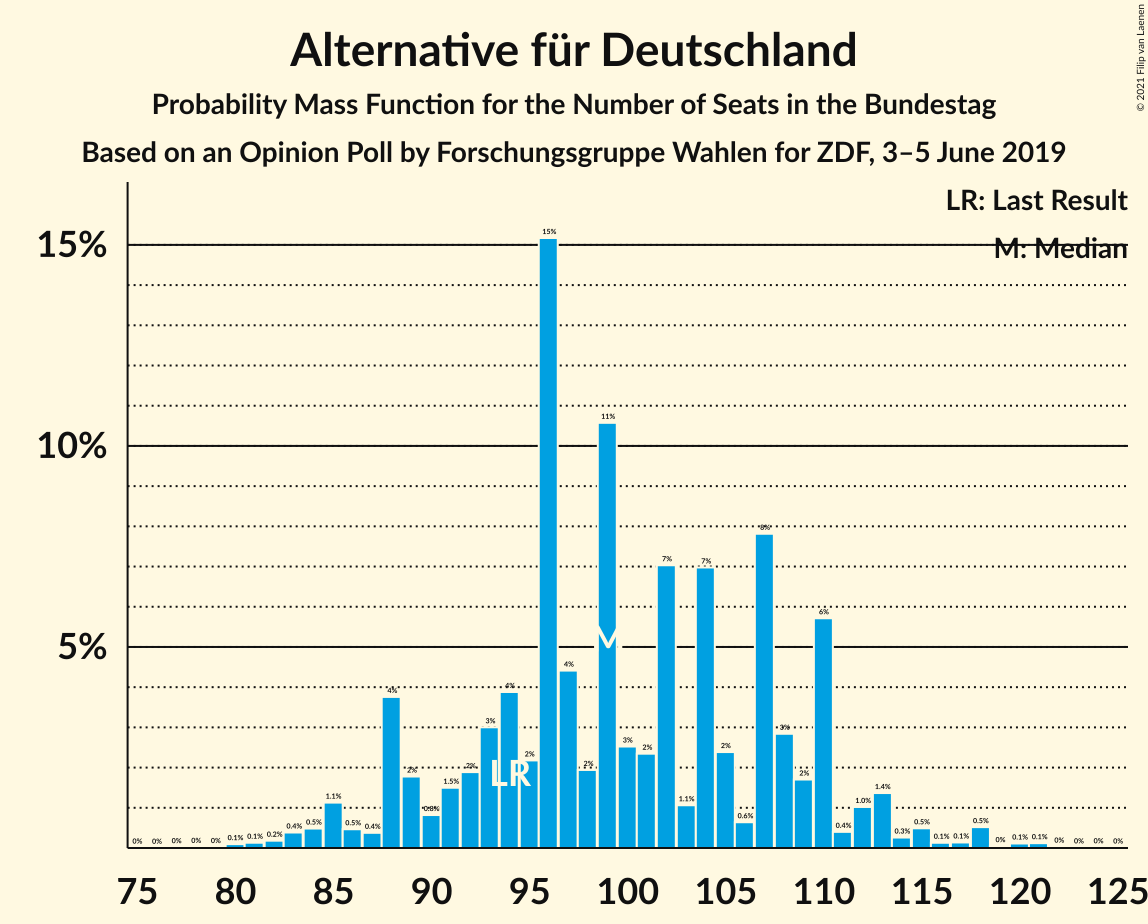 Alternative für Deutschland
Probability Mass Function for the Number of Seats in the Bundestag
Based on an Opinion Poll by Forschungsgruppe Wahlen for ZDF, 3–5 June 2019
© 2021 Filip van Laenen
LR: Last Result
M: Median
15%
10%
5%
0% 0% 0% 0% 0% 0.1% 0.1% 0.2% 0.4% 0.5% 1.1% 0.5% 0.4% 4% 2% 0.8% 1.5% 2% 3% 4% 2% 15% 4% 2% 11% 3% 2% 7% 1.1% 7% 2% 0.6% 8% 3% 2% 6% 0.4% 1.0% 1.4% 0.3% 0.5% 0.1% 0.1% 0.5% 0% 0.1% 0.1% 0% 0% 0% 0%
M
LR
75 80 85 90 95 100 105 110 115 120 125